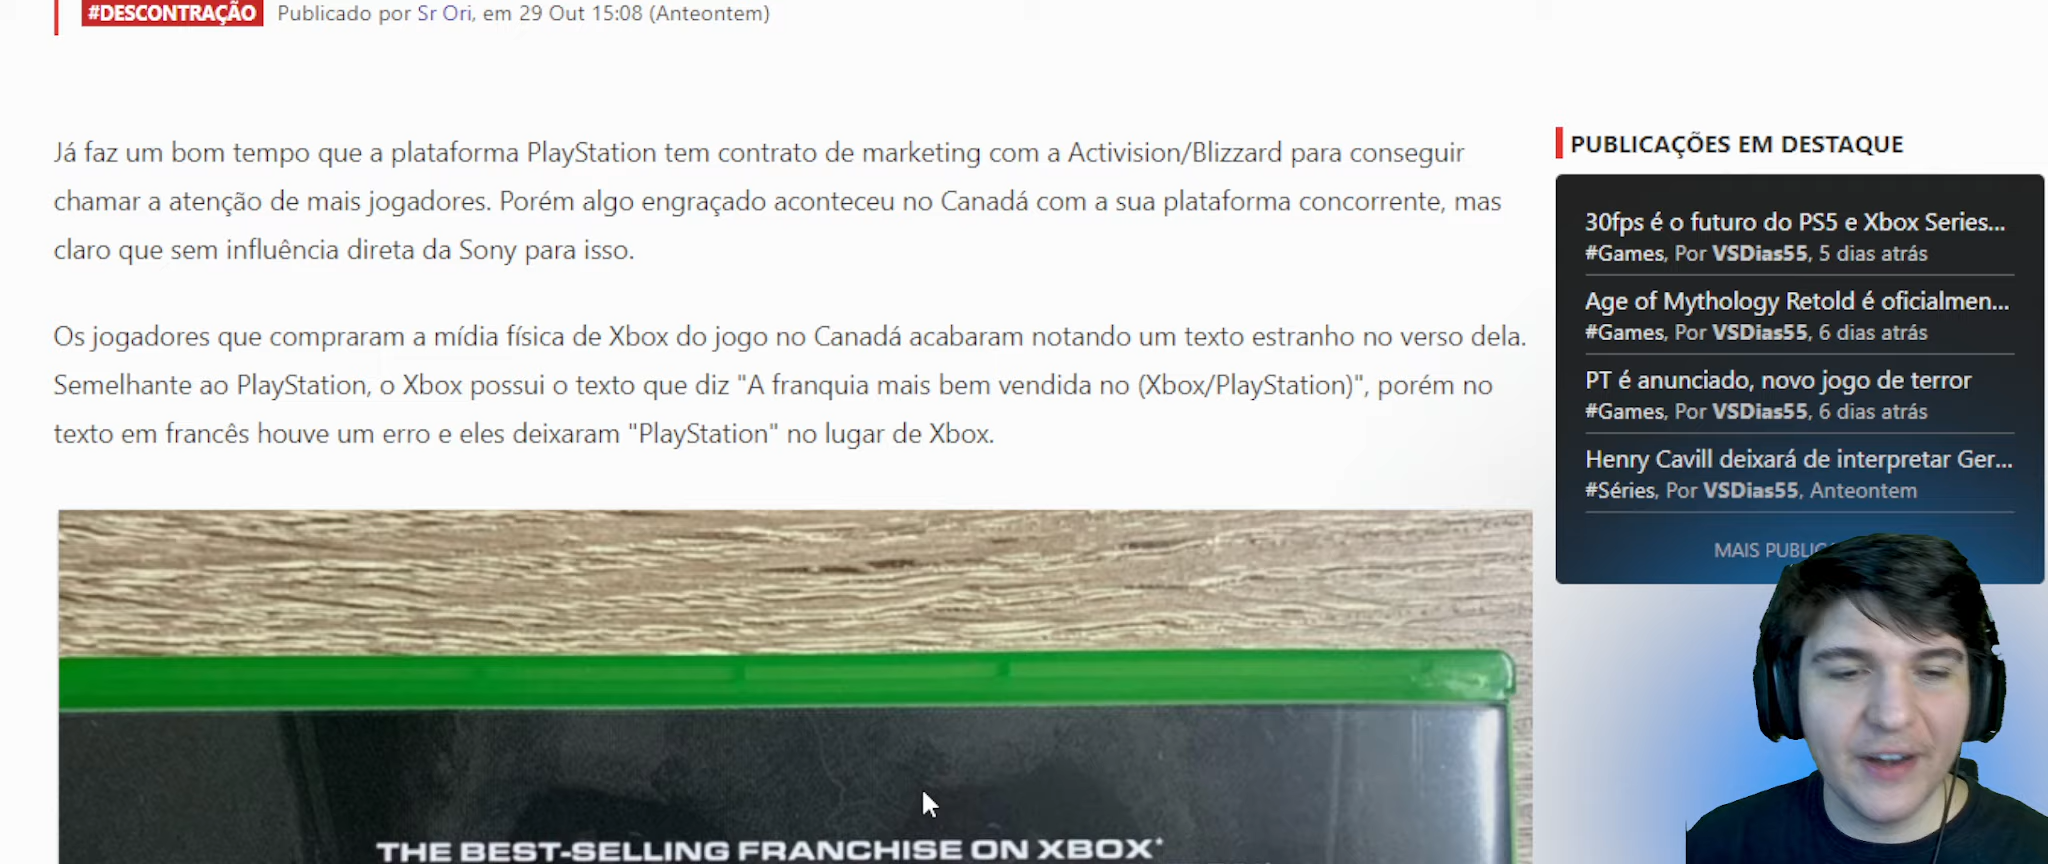 #DESCONTRAÇÃO Publicado por Sr Ori, em 29 Out 15:08 (Anteontem)
Já faz um bom tempo que a plataforma PlayStation tem contrato de marketing com a Activision/Blizzard para conseguir
chamar a atenção de mais jogadores. Porém algo engraçado aconteceu no Canadá com a sua plataforma concorrente, mas
claro que sem influência direta da Sony para isso.
Os jogadores que compraram a mídia física de Xbox do jogo no Canadá acabaram notando um texto estranho no verso dela.
Semelhante ao PlayStation, o Xbox possui o texto que diz "A franquia mais bem vendida no (Xbox/PlayStation)", porém no
texto em francês houve um erro e eles deixaram "PlayStation" no lugar de Xbox.
THE BEST-SELLING FRANCHISE ON XBOX*
PUBLICAÇÕES EM DESTAQUE
30fps é o futuro do PS5 e Xbox Series...
#Games, Por VSDias55, 5 dias atrás
Age of Mythology Retold é oficialmen...
#Games, Por VSDias55, 6 dias atrás
PT é anunciado, novo jogo de terror
#Games, Por VSDias55, 6 dias atrás
Henry Cavill deixará de interpretar Ger...
#Séries, Por VSDias55, Anteontem
MAIS